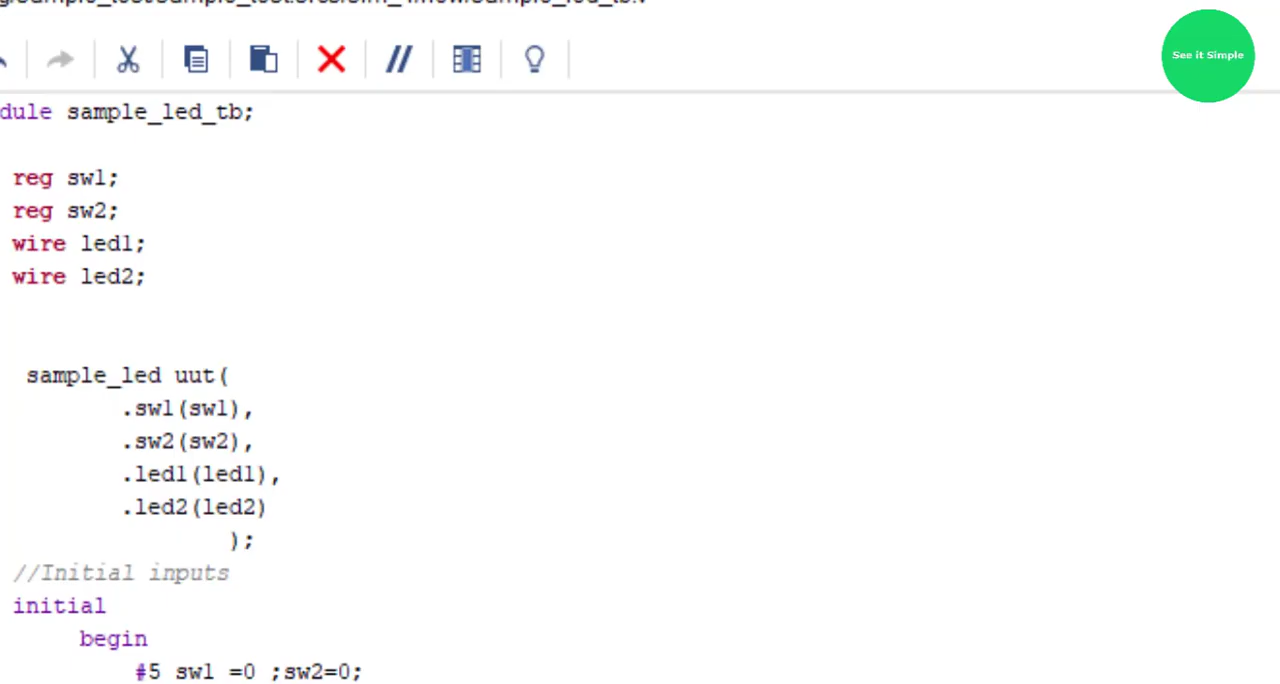 See it Simple
dule sample_led_tb;
reg sw1;
reg sw2;
wire led1;
wire led2;
sample_led uut(
.sw1(sw1),
.sw2(sw2),
.led1(led1),
.led2(led2)
);
//Initial inputs
initial
begin
#5 sw1 =0 ;sw2=0;